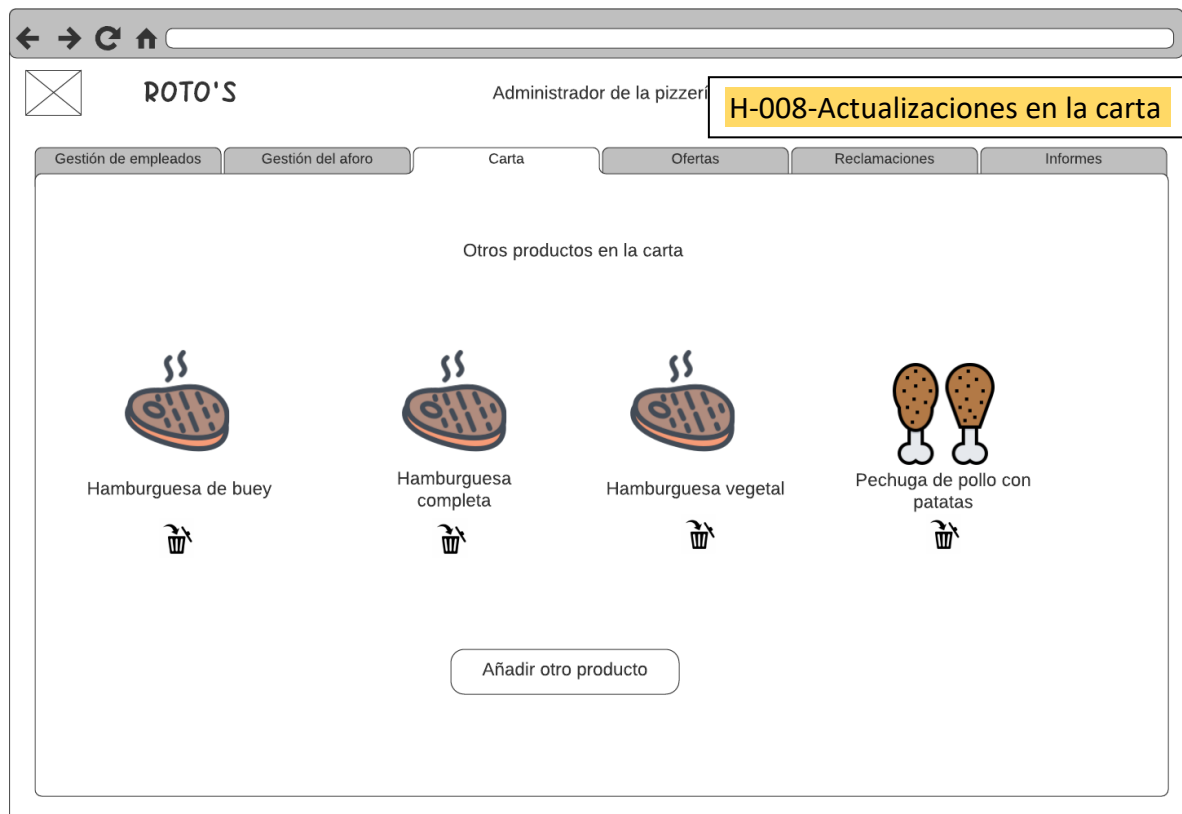 ROTO'S
Administrador de la
H-008-Actualizaciones en la carta
Gestión de empleados
Gestión del aforo
Carta
Ofertas
Reclamaciones
Informes
Otros productos en la carta
Hamburguesa de buey
Hamburguesa
completa
Hamburguesa vegetal
Pechuga de pollo con
patatas
Añadir otro producto